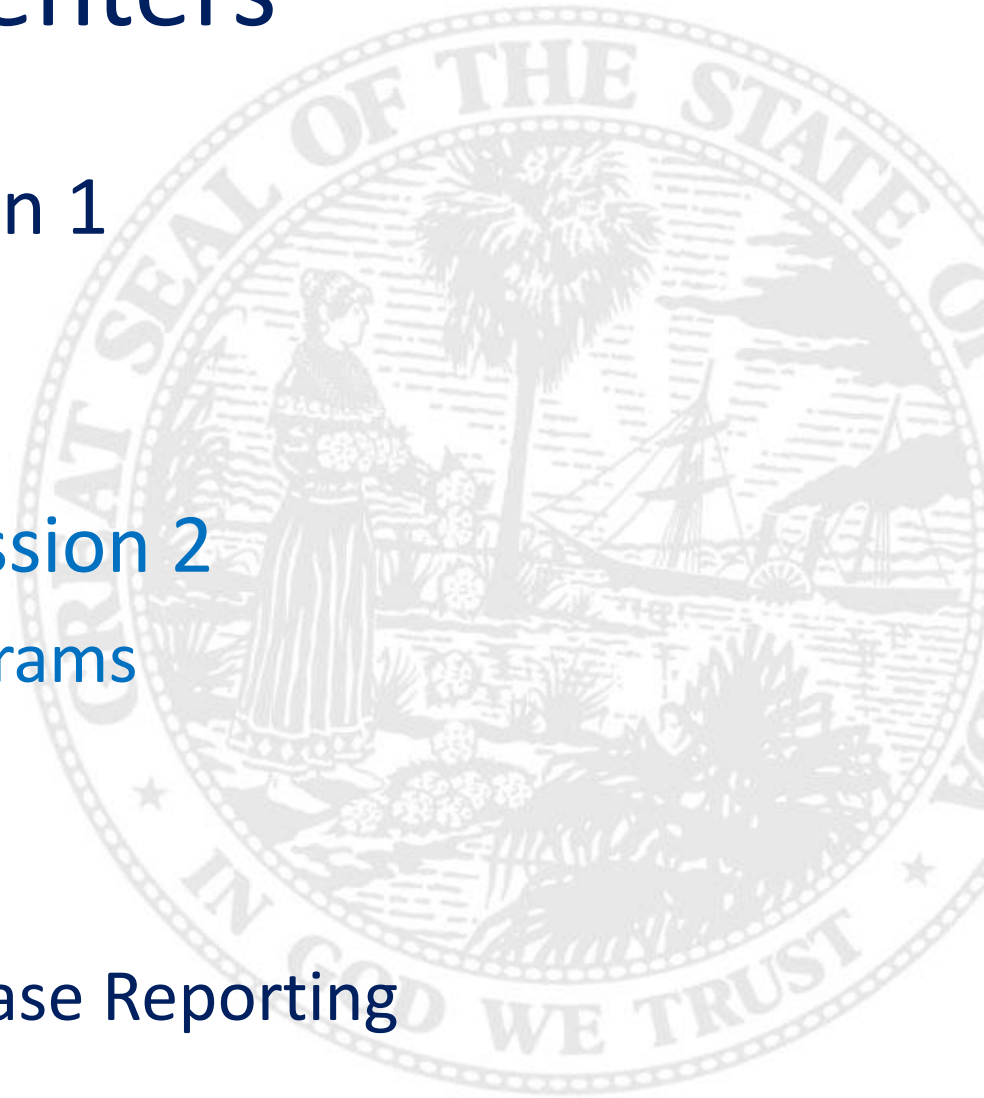 enters
n 1
ssion 2
rams
ase Reporting
GREAT SEAL OF THE STATE OF
IN GOD WE TRUST